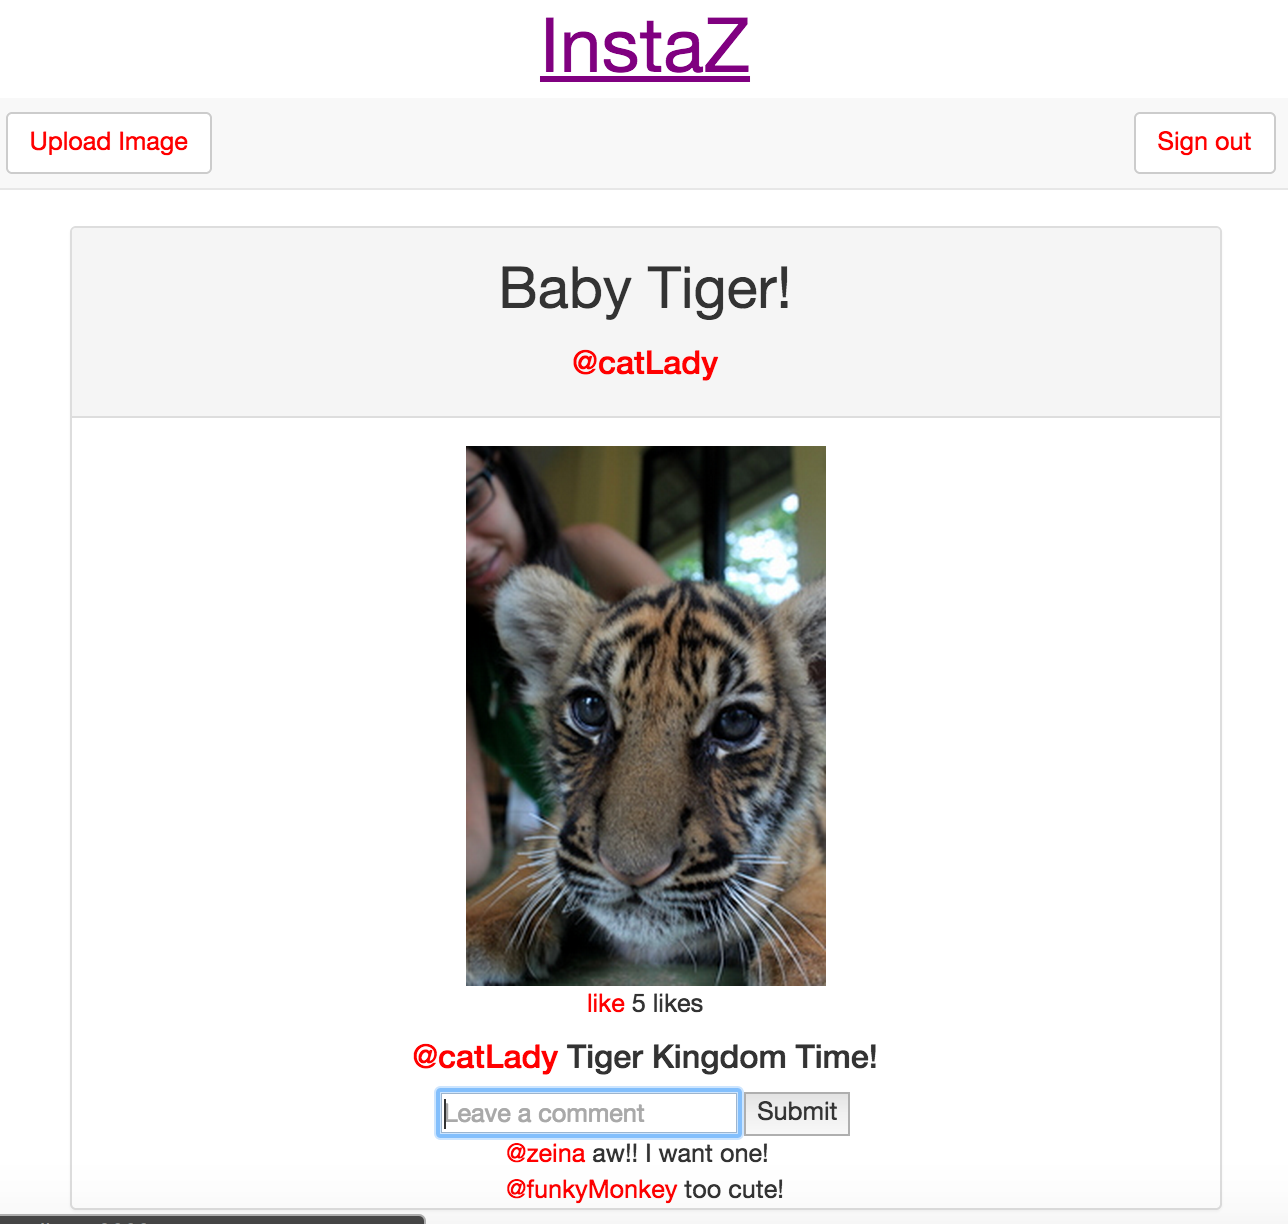 InstaZ
Upload Image
Sign out
Baby Tiger!
@catLady
like 5 likes
@catLady Tiger Kingdom Time!
Leave a comment
Submit
@zeina aw!! I want one!
@funkyMonkey too cute!